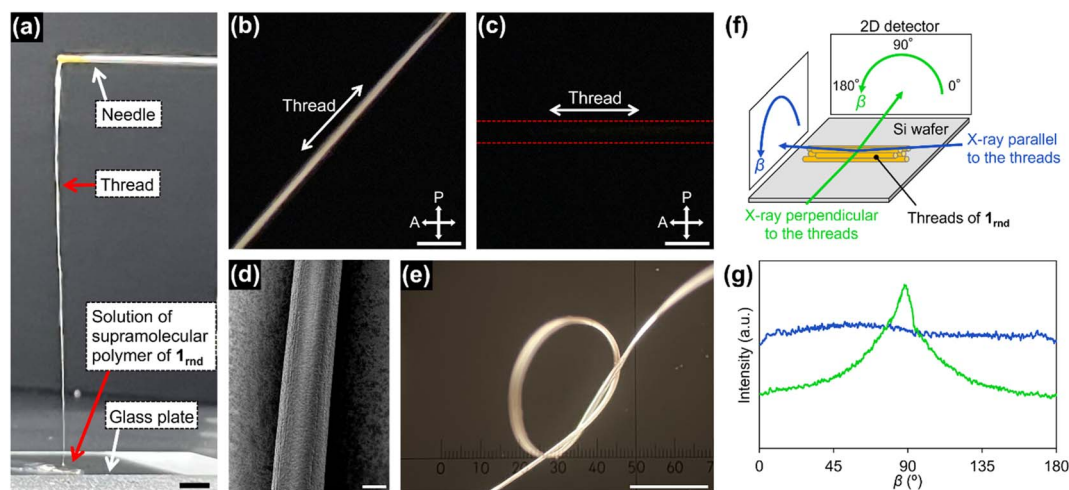 (a)
Needle
Thread
Solution of
supramolecular
polymer of 1rnd
Glass plate
(b)
Thread
P
A
(c)
Thread
P
A
(d)
(e)
0 10 20 30 40 50 60 70
(f)
2D detector
90°
180°
0°
β
β
Si wafer
X-ray parallel
to the threads
X-ray perpendicular
to the threads
Threads of 1rnd
(g)
Intensity (a.u.)
0 45 90 135 180
β (º)